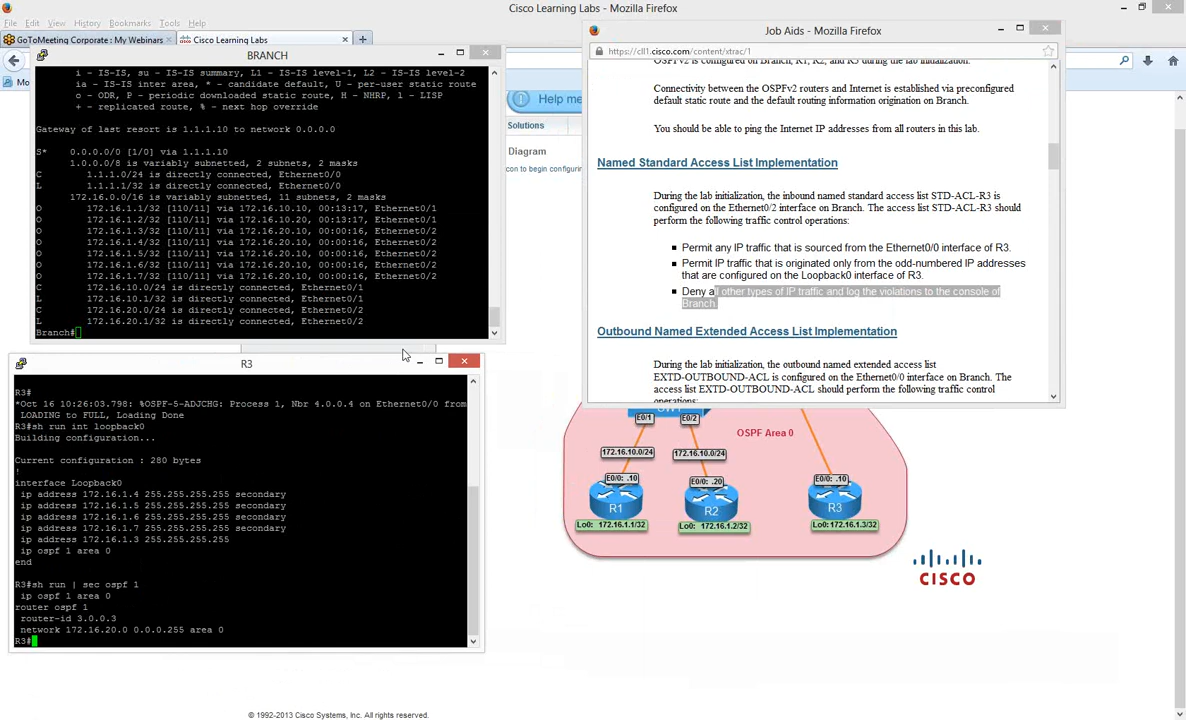 Cisco Learning Labs - Mozilla Firefox
File Edit View History Bookmarks Tools Help
GoToMeeting Corporate : My Webinars
Cisco Learning Labs
BRANCH
i - IS-IS, su - IS-IS summary, L1 - IS-IS level-1, L2 - IS-IS level-2
ia - IS-IS inter area, * - candidate default, U - per-user static route
o - ODR, P - periodic downloaded static route, H - NHRP, l - LISP
+ - replicated route, % - next hop override
Gateway of last resort is 1.1.1.10 to network 0.0.0.0
S* 0.0.0.0/0 [1/0] via 1.1.1.10
1.0.0.0/8 is variably subnetted, 2 subnets, 2 masks
C 1.1.1.0/24 is directly connected, Ethernet0/0
L 1.1.1.1/32 is directly connected, Ethernet0/0
172.16.0.0/16 is variably subnetted, 11 subnets, 2 masks
O 172.16.1.1/32 [110/11] via 172.16.10.10, 00:13:17, Ethernet0/1
O 172.16.1.2/32 [110/11] via 172.16.10.20, 00:13:17, Ethernet0/1
O 172.16.1.3/32 [110/11] via 172.16.20.10, 00:00:16, Ethernet0/2
O 172.16.1.4/32 [110/11] via 172.16.20.10, 00:00:16, Ethernet0/2
O 172.16.1.5/32 [110/11] via 172.16.20.10, 00:00:16, Ethernet0/2
O 172.16.1.6/32 [110/11] via 172.16.20.10, 00:00:16, Ethernet0/2
O 172.16.1.7/32 [110/11] via 172.16.20.10, 00:00:16, Ethernet0/2
C 172.16.10.0/24 is directly connected, Ethernet0/1
L 172.16.10.1/32 is directly connected, Ethernet0/1
C 172.16.20.0/24 is directly connected, Ethernet0/2
L 172.16.20.1/32 is directly connected, Ethernet0/2
Branch#
Mo
Help me
Solutions
Diagram
con to begin configuring
Job Aids - Mozilla Firefox
https://cll1.cisco.com/content/xtrac/1
OSPFv2 is configured on Branch, R1, R2, and R3 during the lab initialization.
Connectivity between the OSPFv2 routers and Internet is established via preconfigured
default static route and the default routing information origination on Branch.
You should be able to ping the Internet IP addresses from all routers in this lab.
Named Standard Access List Implementation
During the lab initialization, the inbound named standard access list STD-ACL-R3 is
configured on the Ethernet0/2 interface on Branch. The access list STD-ACL-R3 should
perform the following traffic control operations:
Permit any IP traffic that is sourced from the Ethernet0/0 interface of R3.
Permit IP traffic that is originated only from the odd-numbered IP addresses
that are configured on the Loopback0 interface of R3.
Deny all other types of IP traffic and log the violations to the console of
Branch.
Outbound Named Extended Access List Implementation
During the lab initialization, the outbound named extended access list
EXTD-OUTBOUND-ACL is configured on the Ethernet0/0 interface on Branch. The
access list EXTD-OUTBOUND-ACL should perform the following traffic control
operations:
R3
R3#
*Oct 16 10:26:03.798: %OSPF-5-ADJCHG: Process 1, Nbr 4.0.0.4 on Ethernet0/0 from
LOADING to FULL, Loading Done
R3#sh run int loopback0
Building configuration...
Current configuration : 280 bytes
!
interface Loopback0
ip address 172.16.1.4 255.255.255.255 secondary
ip address 172.16.1.5 255.255.255.255 secondary
ip address 172.16.1.6 255.255.255.255 secondary
ip address 172.16.1.7 255.255.255.255 secondary
ip address 172.16.1.3 255.255.255.255
ip ospf 1 area 0
end
R3#sh run | sec ospf 1
ip ospf 1 area 0
router ospf 1
router-id 3.0.0.3
network 172.16.20.0 0.0.0.255 area 0
R3#
SW1
E0/1 E0/2
OSPF Area 0
172.16.10.0/24 172.16.10.0/24
E0/0: .10 E0/0: .20 E0/0: .10
R1 R2 R3
Lo0: 172.16.1.1/32 Lo0: 172.16.1.2/32 Lo0: 172.16.1.3/32
CISCO
© 1992-2013 Cisco Systems, Inc. All rights reserved.